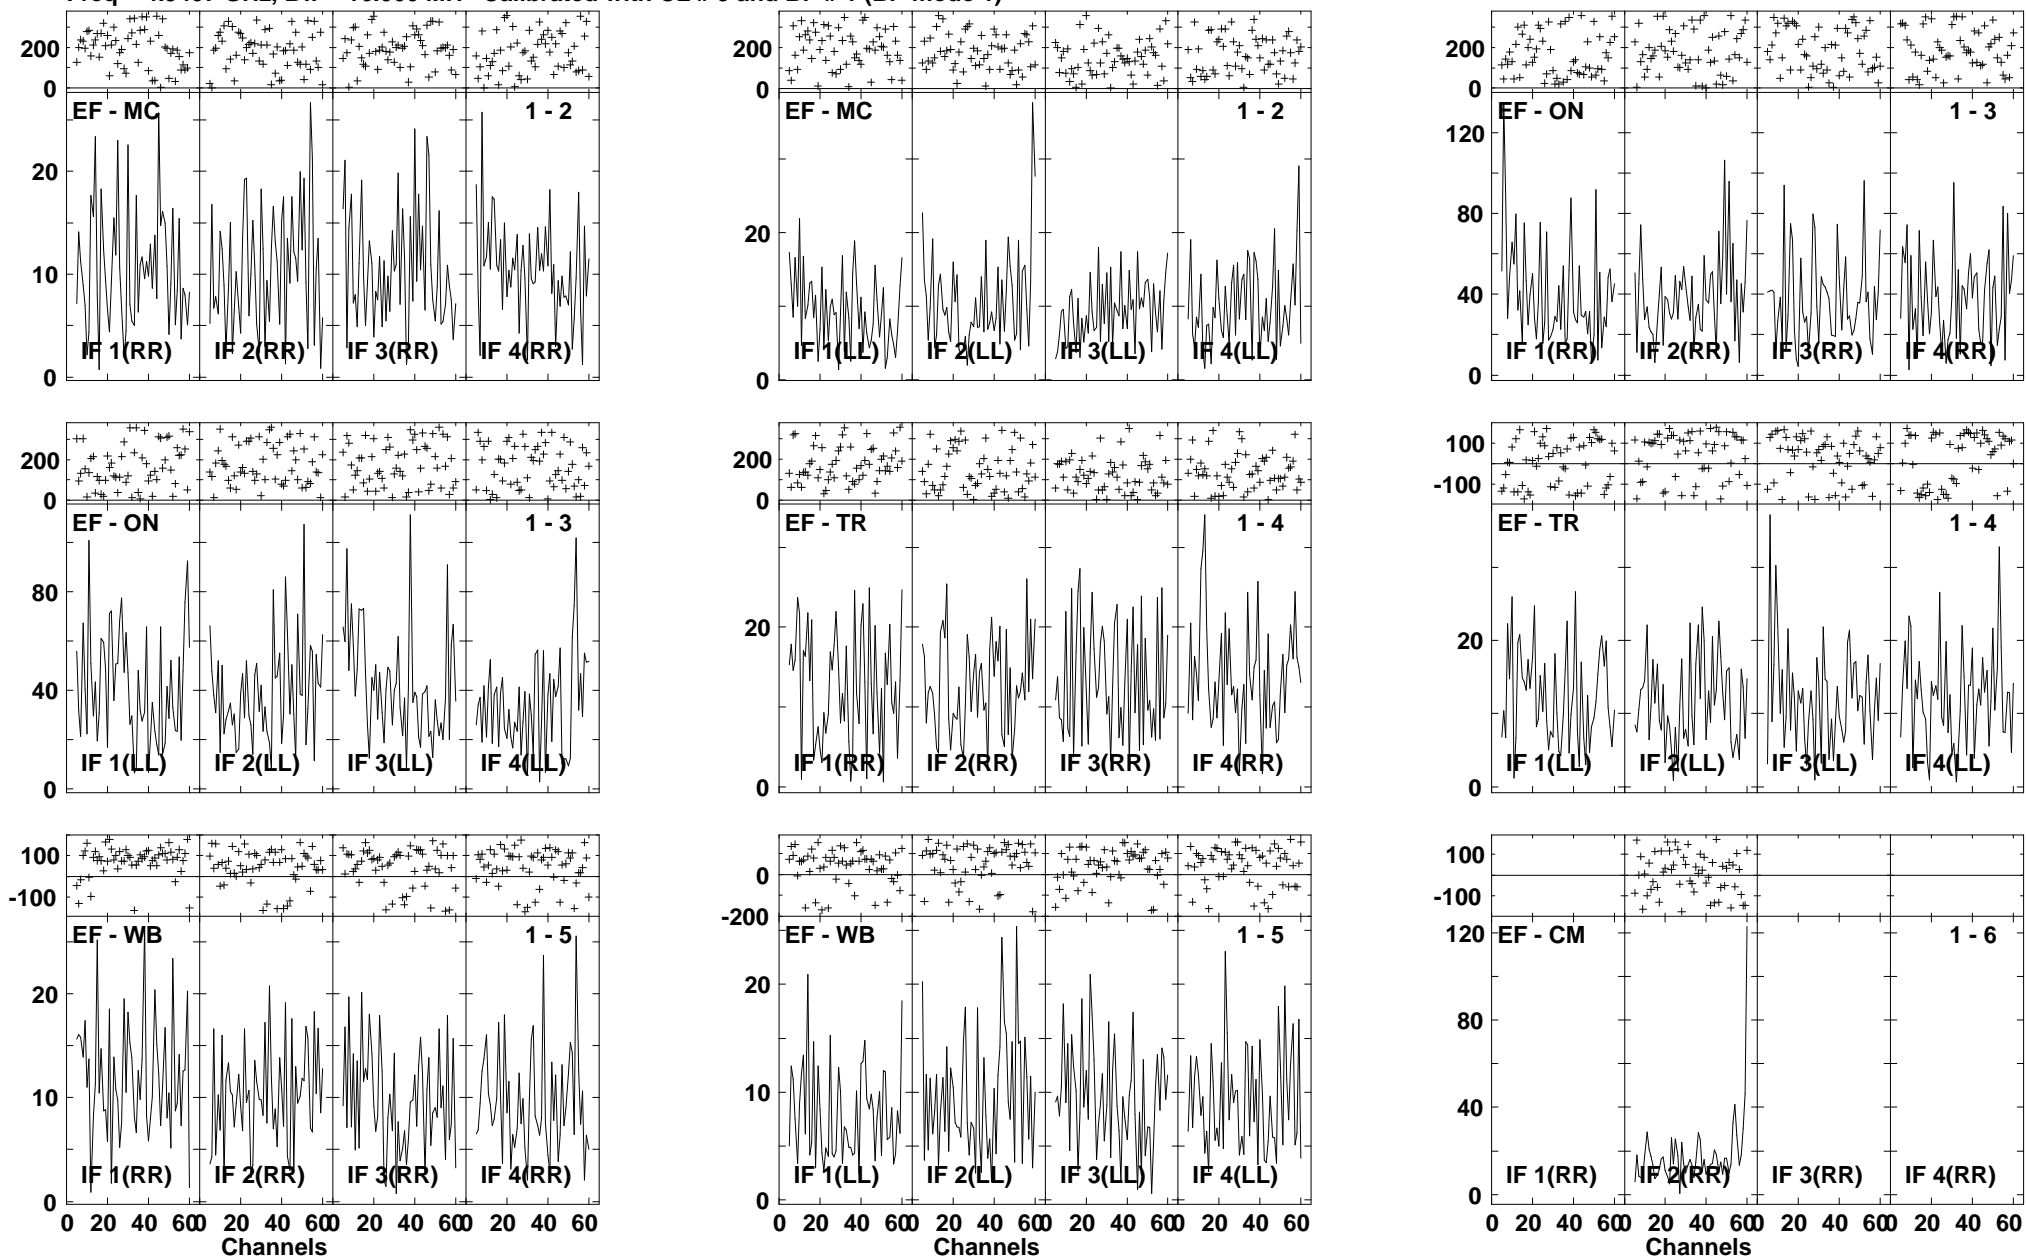 200
0
EF - MC 1 - 2
20
10
0
IF 1(RR) IF 2(RR) IF 3(RR) IF 4(RR)
EF - MC 1 - 2
20
0
IF 1(LL) IF 2(LL) IF 3(LL) IF 4(LL)
200
0
EF - ON 1 - 3
120
80
40
0
IF 1(RR) IF 2(RR) IF 3(RR) IF 4(RR)
200
0
EF - ON 1 - 3
80
40
0
IF 1(LL) IF 2(LL) IF 3(LL) IF 4(LL)
200
0
EF - TR 1 - 4
20
0
IF 1(RR) IF 2(RR) IF 3(RR) IF 4(RR)
100
-100
EF - TR 1 - 4
20
0
IF 1(LL) IF 2(LL) IF 3(LL) IF 4(LL)
100
-100
EF - WB 1 - 5
20
10
0
IF 1(RR) IF 2(RR) IF 3(RR) IF 4(RR)
0 20 40 60 0 20 40 60 0 20 40 60 0 20 40 60
Channels
0
-200
EF - WB 1 - 5
20
10
0
IF 1(LL) IF 2(LL) IF 3(LL) IF 4(LL)
0 20 40 60 0 20 40 60 0 20 40 60 0 20 40 60
Channels
100
-100
EF - CM 1 - 6
120
80
40
0
IF 1(RR) IF 2(RR) IF 3(RR) IF 4(RR)
0 20 40 60 0 20 40 60 0 20 40 60 0 20 40 60
Channels